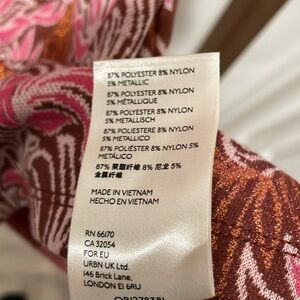 87% POLYESTER 8% NYLON
5% METALLIC
87% POLYESTER 8% NYLON
5% MÉTALLIQUE
87% POLYESTER 8% NYLON
5% METALLISCH
87% POLIESTERE 8% NYLON
5% METALLICO
87% POLIÉSTER 8% NYLON 5%
METÁLICO
87% 聚酯纤维 8% 尼龙 5%
金属纤维
MADE IN VIETNAM
HECHO EN VIETNAM
RN 66170
CA 32054
FOR EU
URBN UK Ltd.
146 Brick Lane,
LONDON E1 6RU